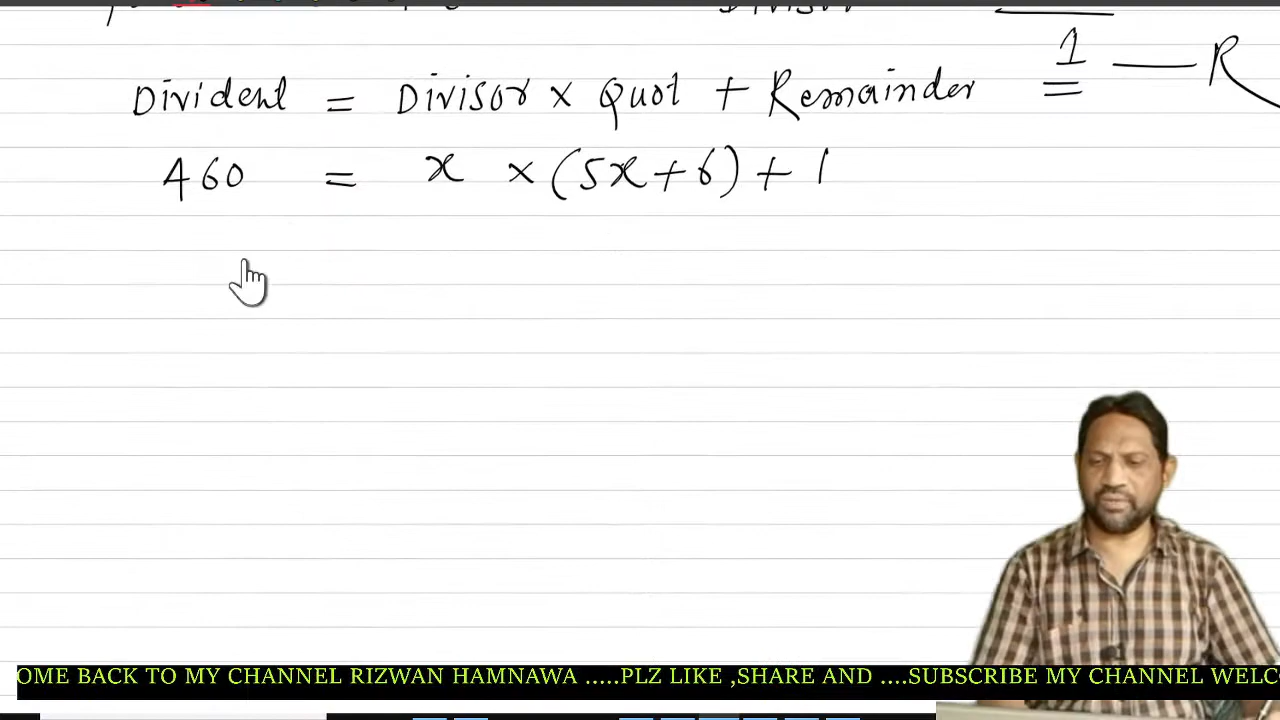 1 — R
Divident = Divisor × Quot + Remainder
460 = x × (5x+6) + 1
OME BACK TO MY CHANNEL RIZWAN HAMNAWA .....PLZ LIKE ,SHARE AND ....SUBSCRIBE MY CHANNEL WELC